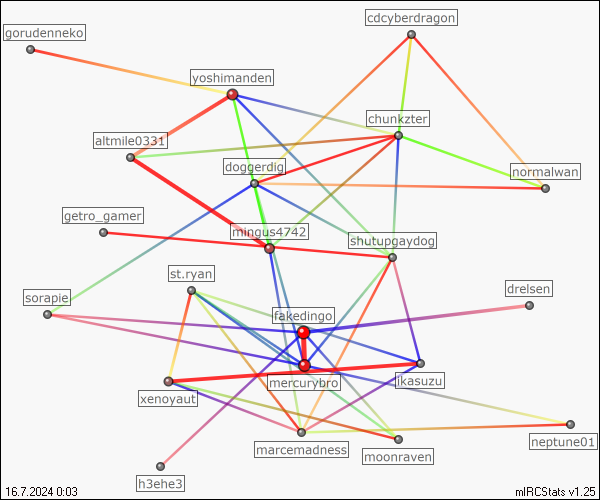 cdcyberdragon
gorudenneko
yoshimanden
chunkzter
altmile0331
doggerdig
normalwan
getro_gamer
mingus4742
shutupgaydog
st.ryan
drelsen
sorapie
fakedingo
mercurybro
ikasuzu
xenoyaut
neptune01
marcemadness
moonraven
h3ehe3
16.7.2024 0:03
mIRCStats v1.25